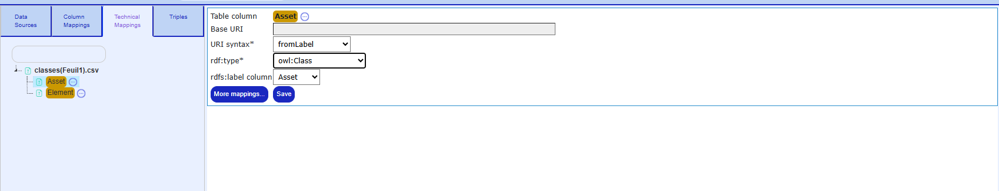 Data Sources
Column Mappings
Technical Mappings
Triples
classes(Feuil1).csv
Asset
Element
Table column Asset
Base URI
URI syntax* fromLabel
rdf:type* owl:Class
rdfs:label column Asset
More mappings... Save